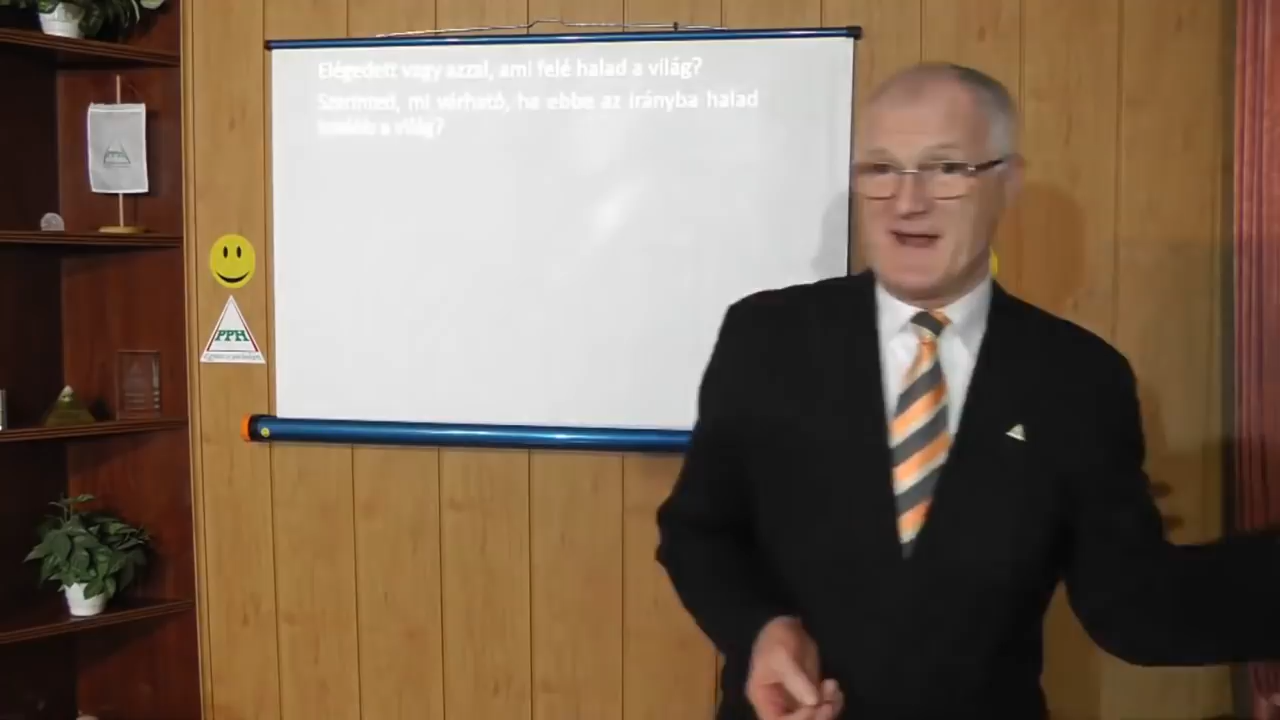 Elégedett vagy azzal, ami felé halad a világ?
Szerinted, mi várható, ha ebbe az irányba halad
tovább a világ?
PPH